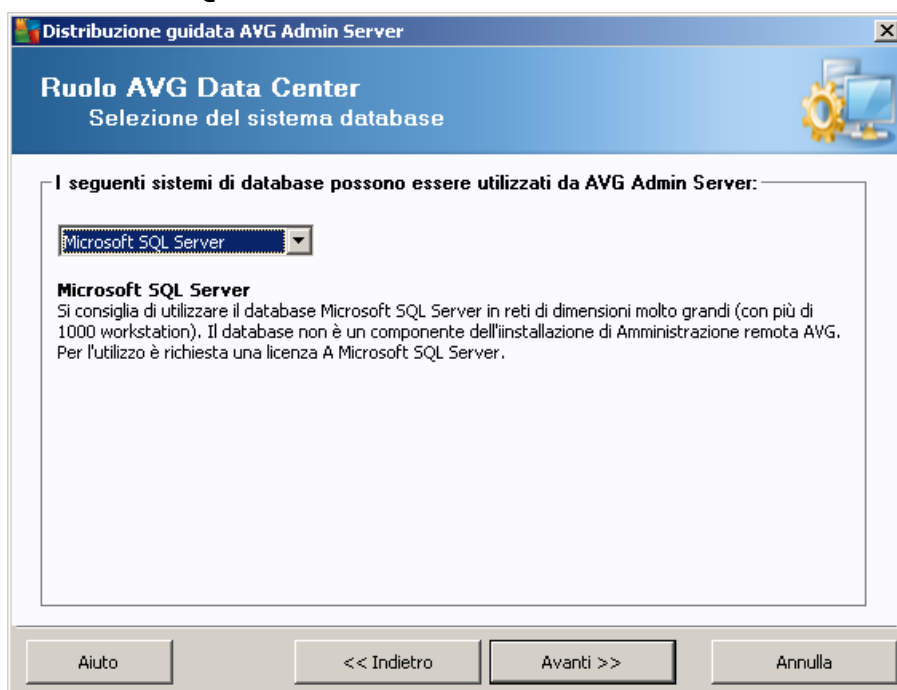 Distribuzione guidata AVG Admin Server
Ruolo AVG Data Center
Selezione del sistema database
I seguenti sistemi di database possono essere utilizzati da AVG Admin Server:
Microsoft SQL Server
Microsoft SQL Server
Si consiglia di utilizzare il database Microsoft SQL Server in reti di dimensioni molto grandi (con più di
1000 workstation). Il database non è un componente dell'iinstallazione di Amministrazione remota AVG.
Per l'utilizzo è richiesta una licenza A Microsoft SQL Server.
Aiuto
<< Indietro
Avanti >>
Annulla